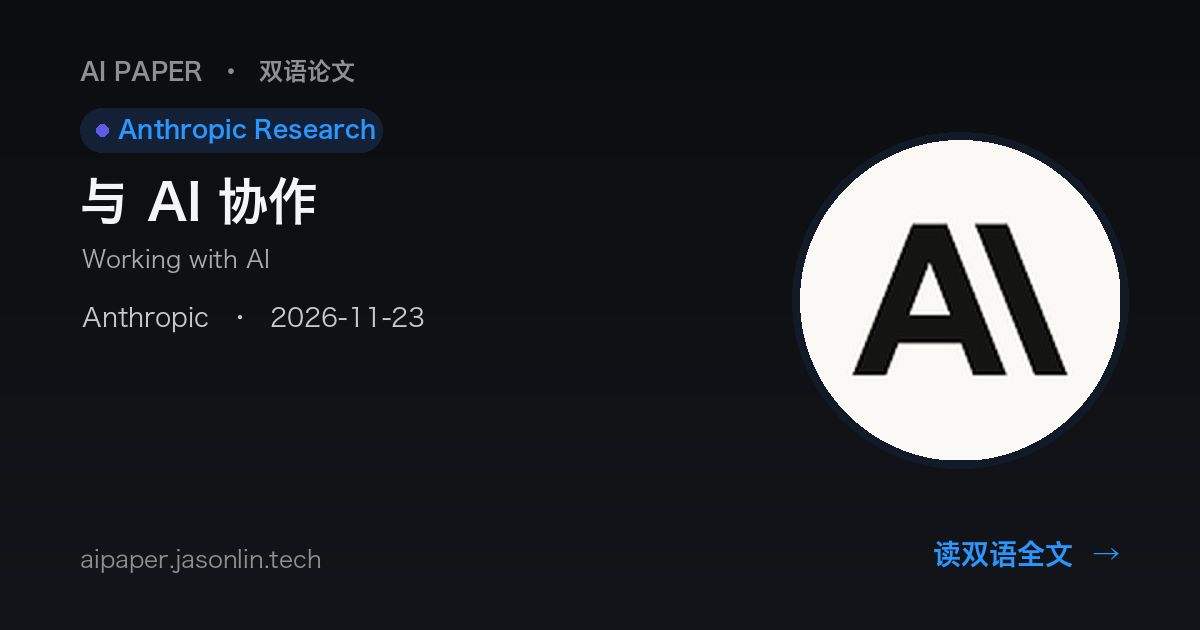 AI PAPER · 双语论文
Anthropic Research
与 AI 协作
Working with AI
Anthropic · 2026-11-23
AI
aipaper.jasonlin.tech
读双语全文 →